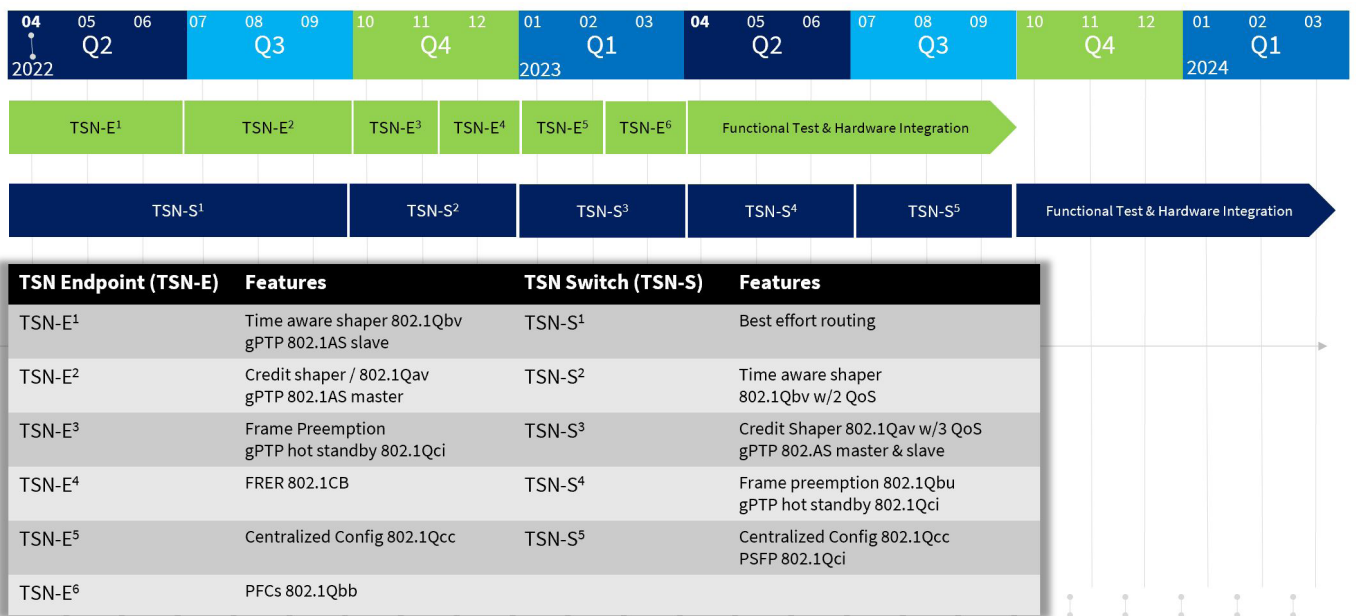 04 05 06 07 08 09 10 11 12 01 02 03 04 05 06 07 08 09 10 11 12 01 02 03
Q2 Q3 Q4 Q1 Q2 Q3 Q4 Q1
2022 2023 2024
TSN-E¹ TSN-E² TSN-E³ TSN-E⁴ TSN-E⁵ TSN-E⁶ Functional Test & Hardware Integration
TSN-S¹ TSN-S² TSN-S³ TSN-S⁴ TSN-S⁵ Functional Test & Hardware Integration
TSN Endpoint (TSN-E) Features TSN Switch (TSN-S) Features
TSN-E¹ Time aware shaper 802.1Qbv TSN-S¹ Best effort routing
gPTP 802.1AS slave
TSN-E² Credit shaper / 802.1Qav TSN-S² Time aware shaper
gPTP 802.1AS master 802.1Qbv w/2 QoS
TSN-E³ Frame Preemption TSN-S³ Credit Shaper 802.1Qav w/3 QoS
gPTP hot standby 802.1Qci gPTP 802.AS master & slave
TSN-E⁴ FRER 802.1CB TSN-S⁴ Frame preemption 802.1Qbu
gPTP hot standby 802.1Qci
TSN-E⁵ Centralized Config 802.1Qcc TSN-S⁵ Centralized Config 802.1Qcc
PSFP 802.1Qci
TSN-E⁶ PFCs 802.1Qbb